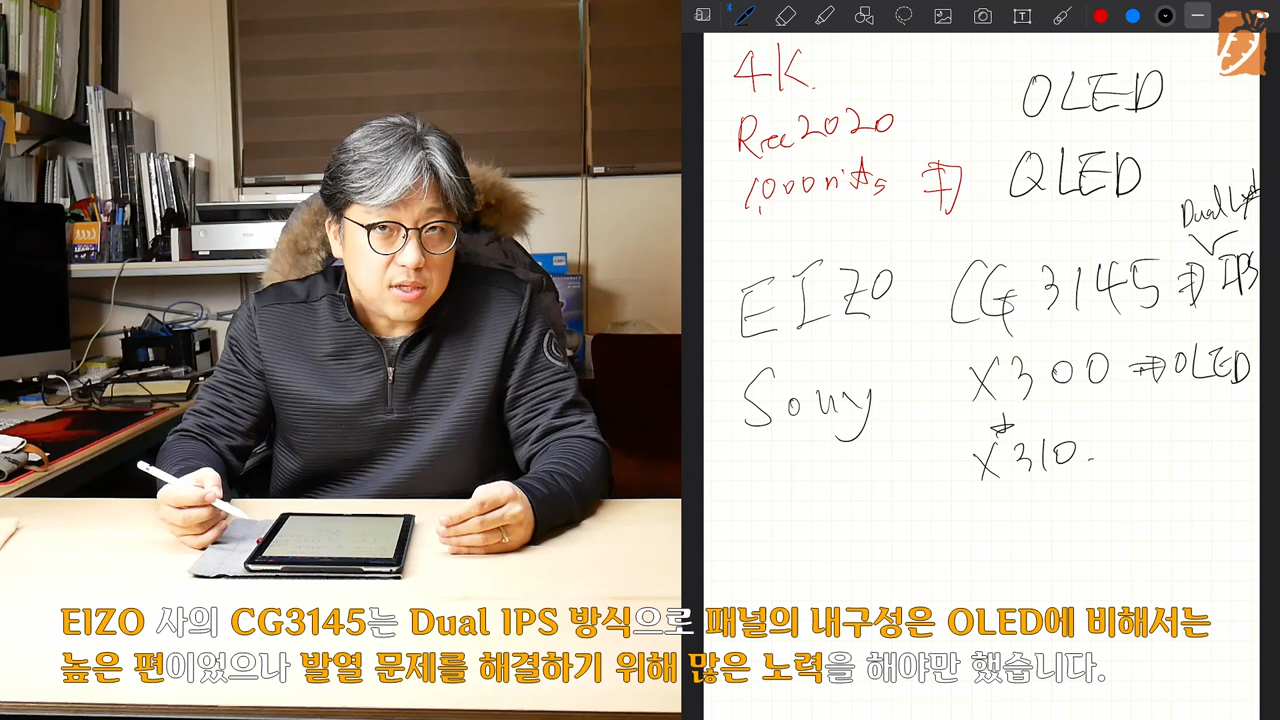 4K.
Rec2020
1,000nits
OLED
QLED
Dual Ly
EIZO CG3145 ⇒ IPS
Sony X300 ⇒ OLED
X310.
EIZO 사의 CG3145는 Dual IPS 방식으로 패널의 내구성은 OLED에 비해서는
높은 편이었으나 발열 문제를 해결하기 위해 많은 노력을 해야만 했습니다.